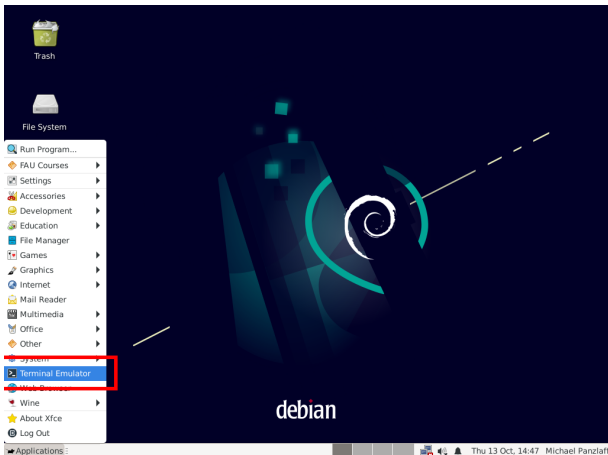 Trash
File System
Run Program...
FAU Courses
Settings
Accessories
Development
Education
File Manager
Games
Graphics
Internet
Mail Reader
Multimedia
Office
Other
System
Terminal Emulator
Web Browser
Wine
About Xfce
Log Out
debian
Applications
Thu 13 Oct, 14:47 Michael Panzlaff